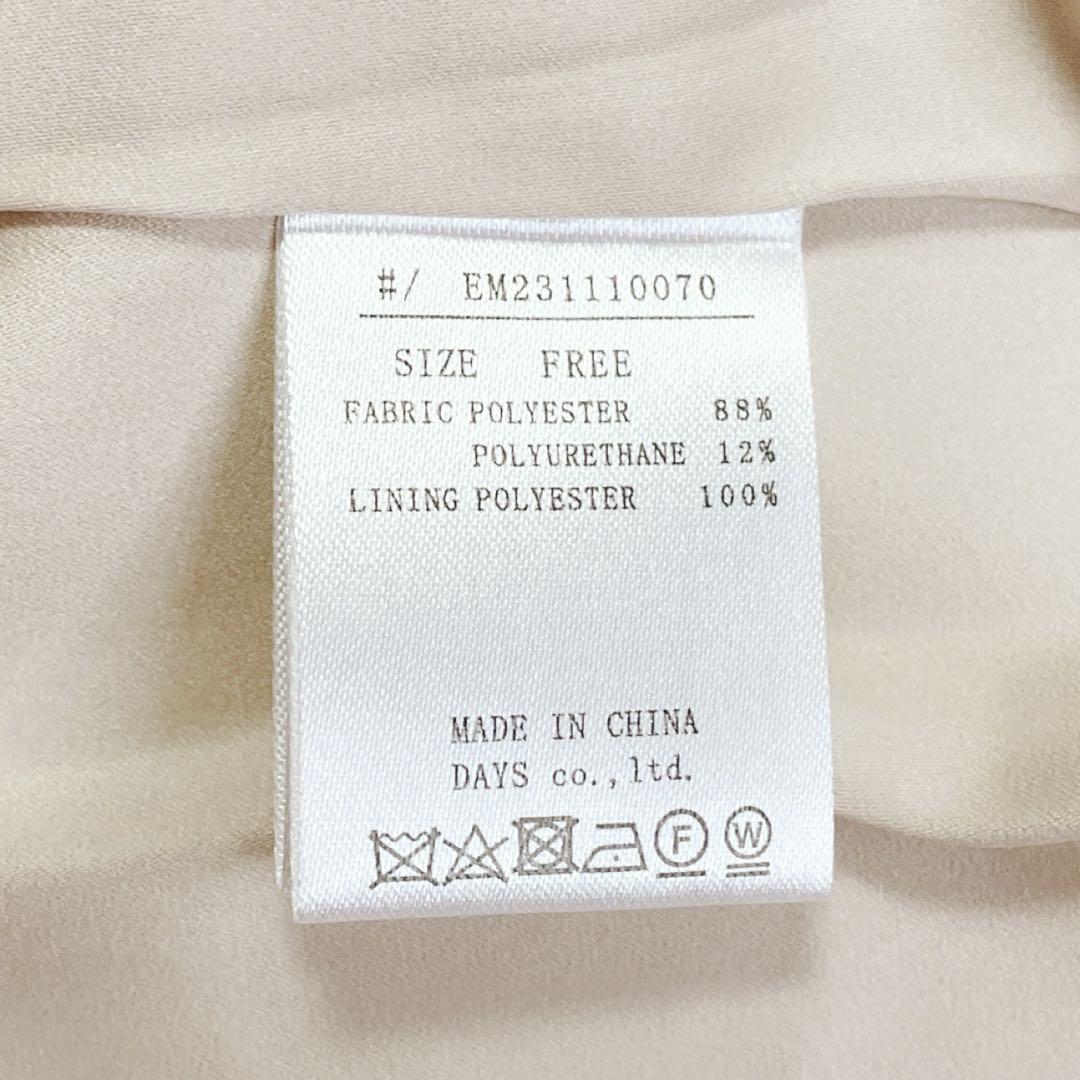 #/ EM231110070
SIZE FREE
FABRIC POLYESTER 88%
POLYURETHANE 12%
LINING POLYESTER 100%
MADE IN CHINA
DAYS co., ltd.
F W